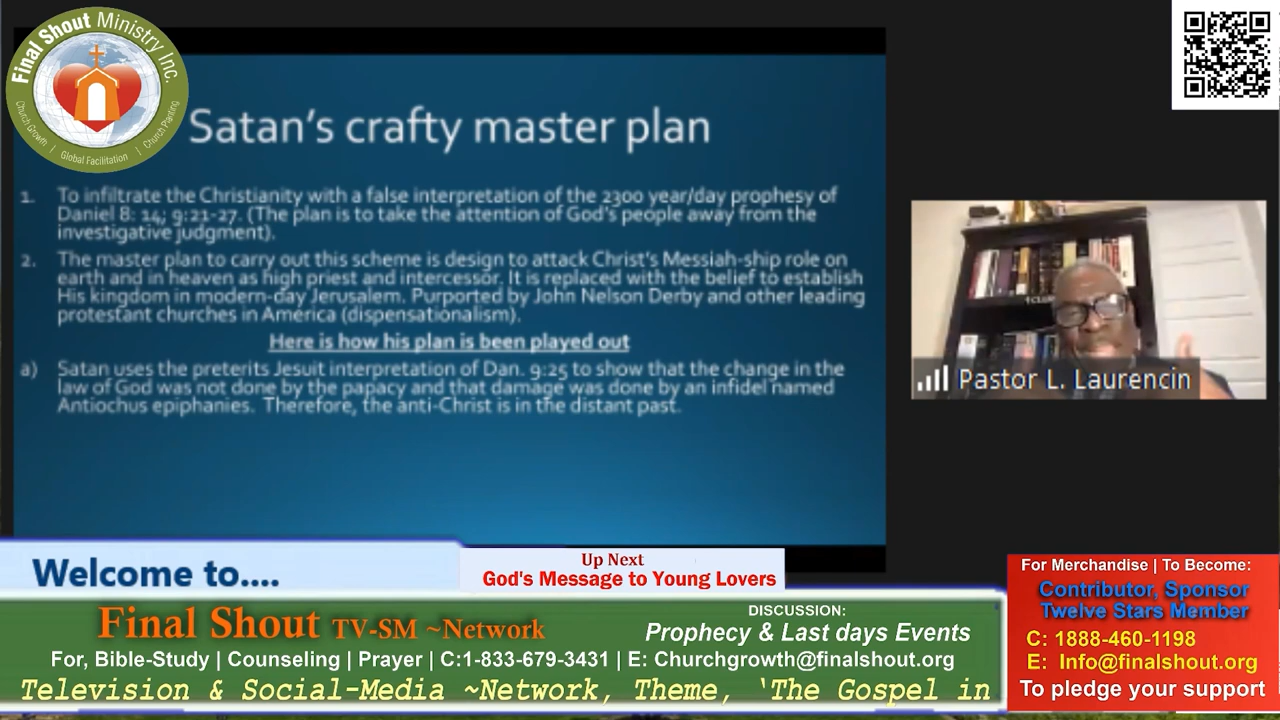 Final Shout Ministry Inc.
Church Growth | Global Facilitation | Church Planting
Satan's crafty master plan
1. To infiltrate the Christianity with a false interpretation of the 2300 year/day prophesy of
Daniel 8: 14; 9:21-27. (The plan is to take the attention of God's people away from the
investigative judgment).
2. The master plan to carry out this scheme is design to attack Christ's Messiah-ship role on
earth and in heaven as high priest and intercessor. It is replaced with the belief to establish
His kingdom in modern-day Jerusalem. Purported by John Nelson Derby and other leading
protestant churches in America (dispensationalism).
Here is how his plan is been played out
a) Satan uses the preterits Jesuit interpretation of Dan. 9:25 to show that the change in the
law of God was not done by the papacy and that damage was done by an infidel named
Antiochus epiphanies. Therefore, the anti-Christ is in the distant past.
Pastor L. Laurencin
Welcome to....
Up Next
God's Message to Young Lovers
Final Shout TV-SM ~Network
DISCUSSION:
Prophecy & Last days Events
For, Bible-Study | Counseling | Prayer | C:1-833-679-3431 | E: Churchgrowth@finalshout.org
Television & Social-Media ~Network, Theme, 'The Gospel in
For Merchandise | To Become:
Contributor, Sponsor
Twelve Stars Member
C: 1888-460-1198
E: Info@finalshout.org
To pledge your support